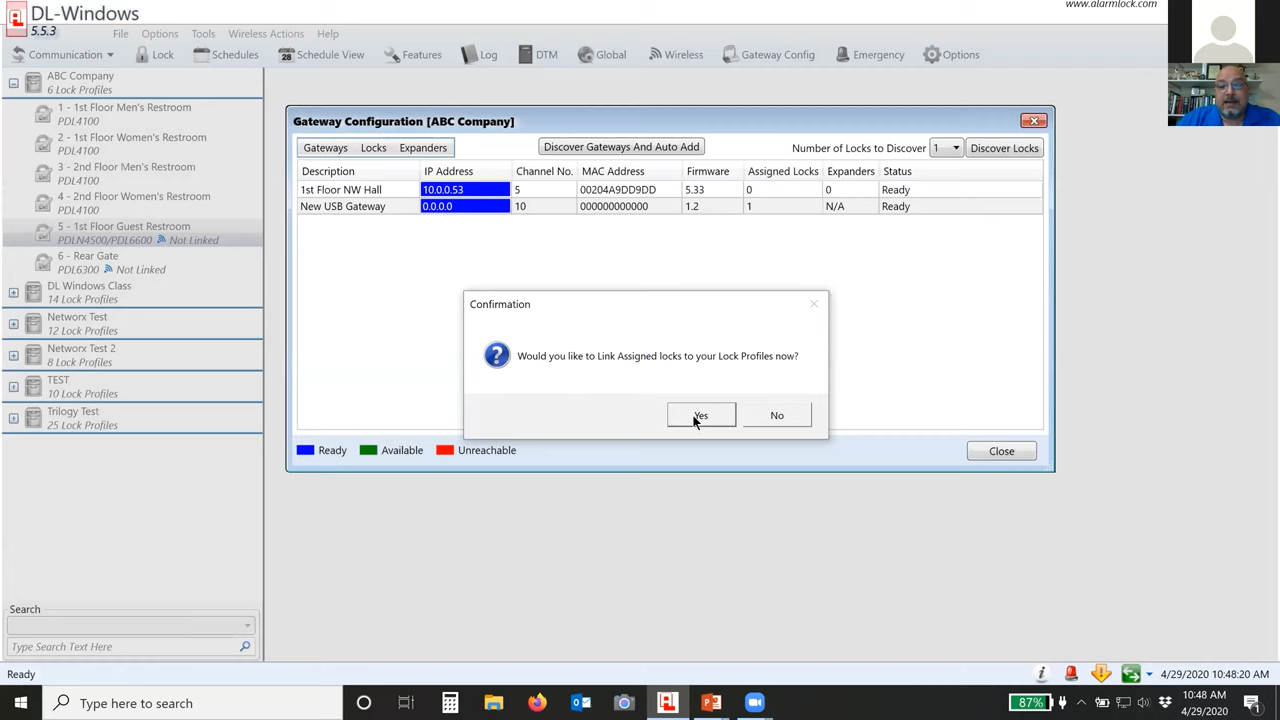 DL-Windows
www.alarmlock.com
5.5.3
File Options Tools Wireless Actions Help
Communication Lock Schedules 28 Schedule View Features Log DTM Global Wireless Gateway Config Emergency Options
ABC Company
6 Lock Profiles
1 - 1st Floor Men's Restroom
PDL4100
2 - 1st Floor Women's Restroom
PDL4100
3 - 2nd Floor Men's Restroom
PDL4100
4 - 2nd Floor Women's Restroom
PDL4100
5 - 1st Floor Guest Restroom
PDLN4500/PDL6600 Not Linked
6 - Rear Gate
PDL6300 Not Linked
DL Windows Class
14 Lock Profiles
Networx Test
12 Lock Profiles
Networx Test 2
8 Lock Profiles
TEST
10 Lock Profiles
Trilogy Test
25 Lock Profiles
Gateway Configuration [ABC Company]
Gateways Locks Expanders Discover Gateways And Auto Add Number of Locks to Discover 1 Discover Locks
Description IP Address Channel No. MAC Address Firmware Assigned Locks Expanders Status
1st Floor NW Hall 10.0.0.53 5 00204A9DD9DD 5.33 0 0 Ready
New USB Gateway 0.0.0.0 10 000000000000 1.2 1 N/A Ready
Confirmation
Would you like to Link Assigned locks to your Lock Profiles now?
Yes No
Ready Available Unreachable Close
Search
Type Search Text Here
Ready 4/29/2020 10:48:20 AM
Type here to search 87% 10:48 AM
4/29/2020